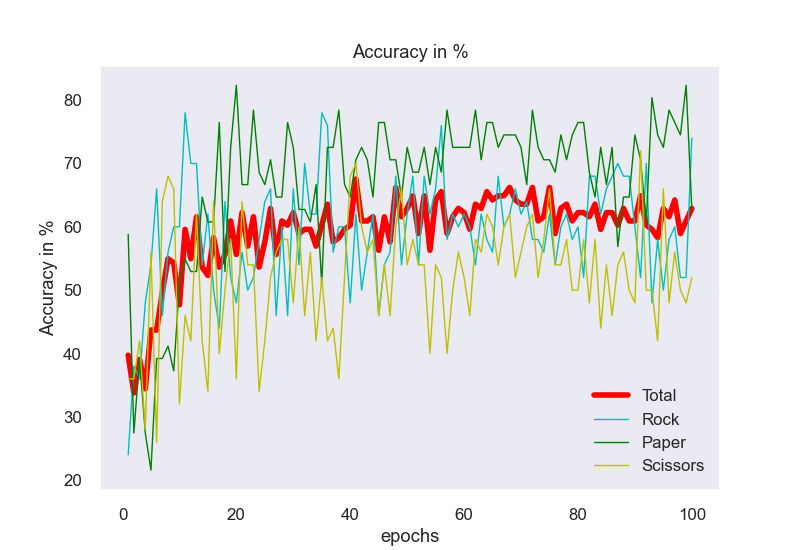 Accuracy in %
Accuracy in %
80
70
60
50
40
30
20
0 20 40 60 80 100
epochs
Total
Rock
Paper
Scissors